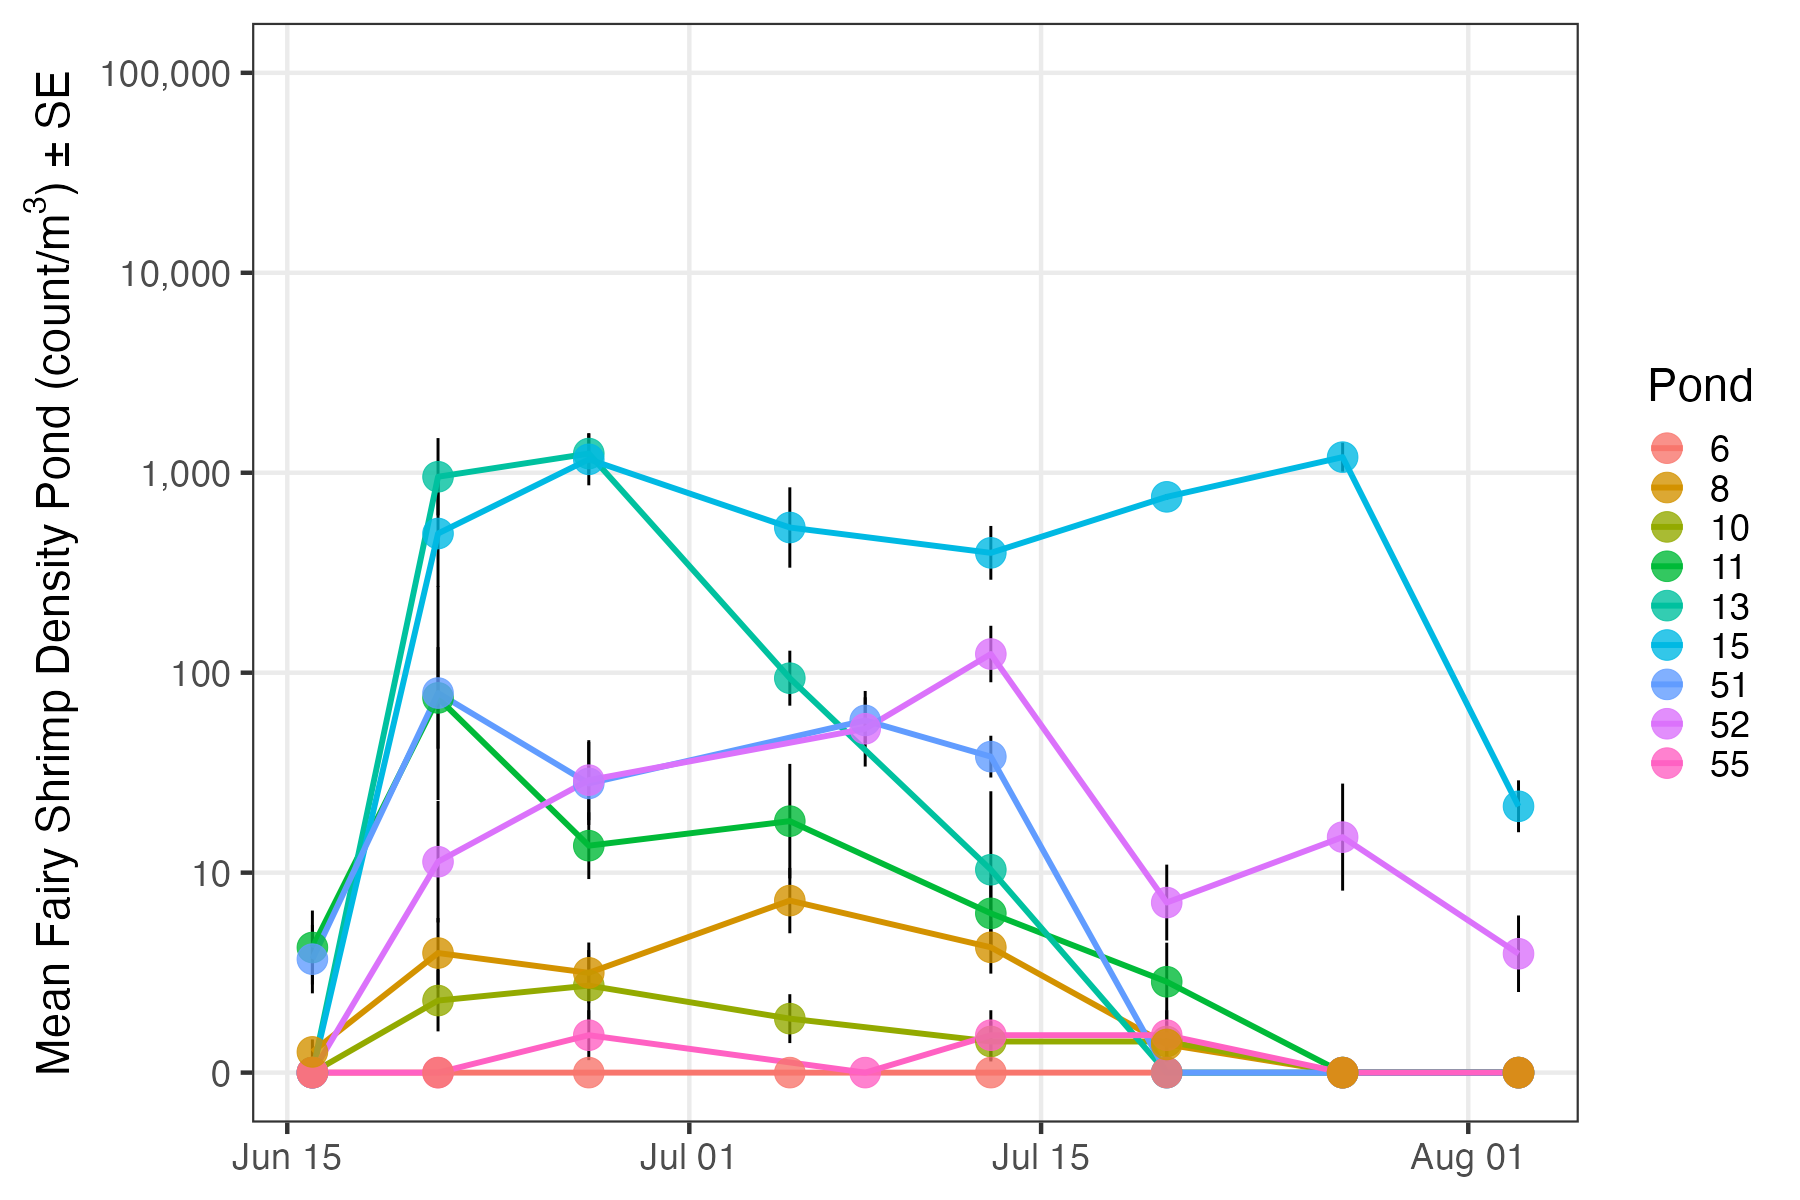 Mean Fairy Shrimp Density Pond (count/m³) ± SE
100,000
10,000
1,000
100
10
0
Jun 15
Jul 01
Jul 15
Aug 01
Pond
6
8
10
11
13
15
51
52
55